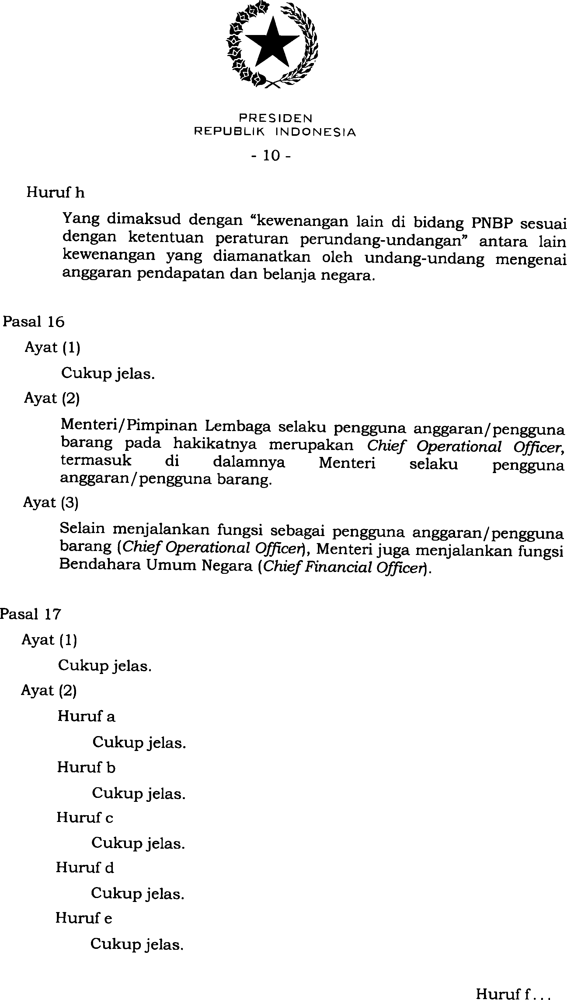 PRESIDEN
REPUBLIK INDONESIA
- 10 -
Huruf h
Yang dimaksud dengan “kewenangan lain di bidang PNBP sesuai
dengan ketentuan peraturan perundang-undangan” antara lain
kewenangan yang diamanatkan oleh undang-undang mengenai
anggaran pendapatan dan belanja negara.
Pasal 16
Ayat (1)
Cukup jelas.
Ayat (2)
Menteri/Pimpinan Lembaga selaku pengguna anggaran/pengguna
barang pada hakikatnya merupakan Chief Operational Officer,
termasuk di dalamnya Menteri selaku pengguna
anggaran/pengguna barang.
Ayat (3)
Selain menjalankan fungsi sebagai pengguna anggaran/pengguna
barang (Chief Operational Officer), Menteri juga menjalankan fungsi
Bendahara Umum Negara (Chief Financial Officer).
Pasal 17
Ayat (1)
Cukup jelas.
Ayat (2)
Huruf a
Cukup jelas.
Huruf b
Cukup jelas.
Huruf c
Cukup jelas.
Huruf d
Cukup jelas.
Huruf e
Cukup jelas.
Huruf f...